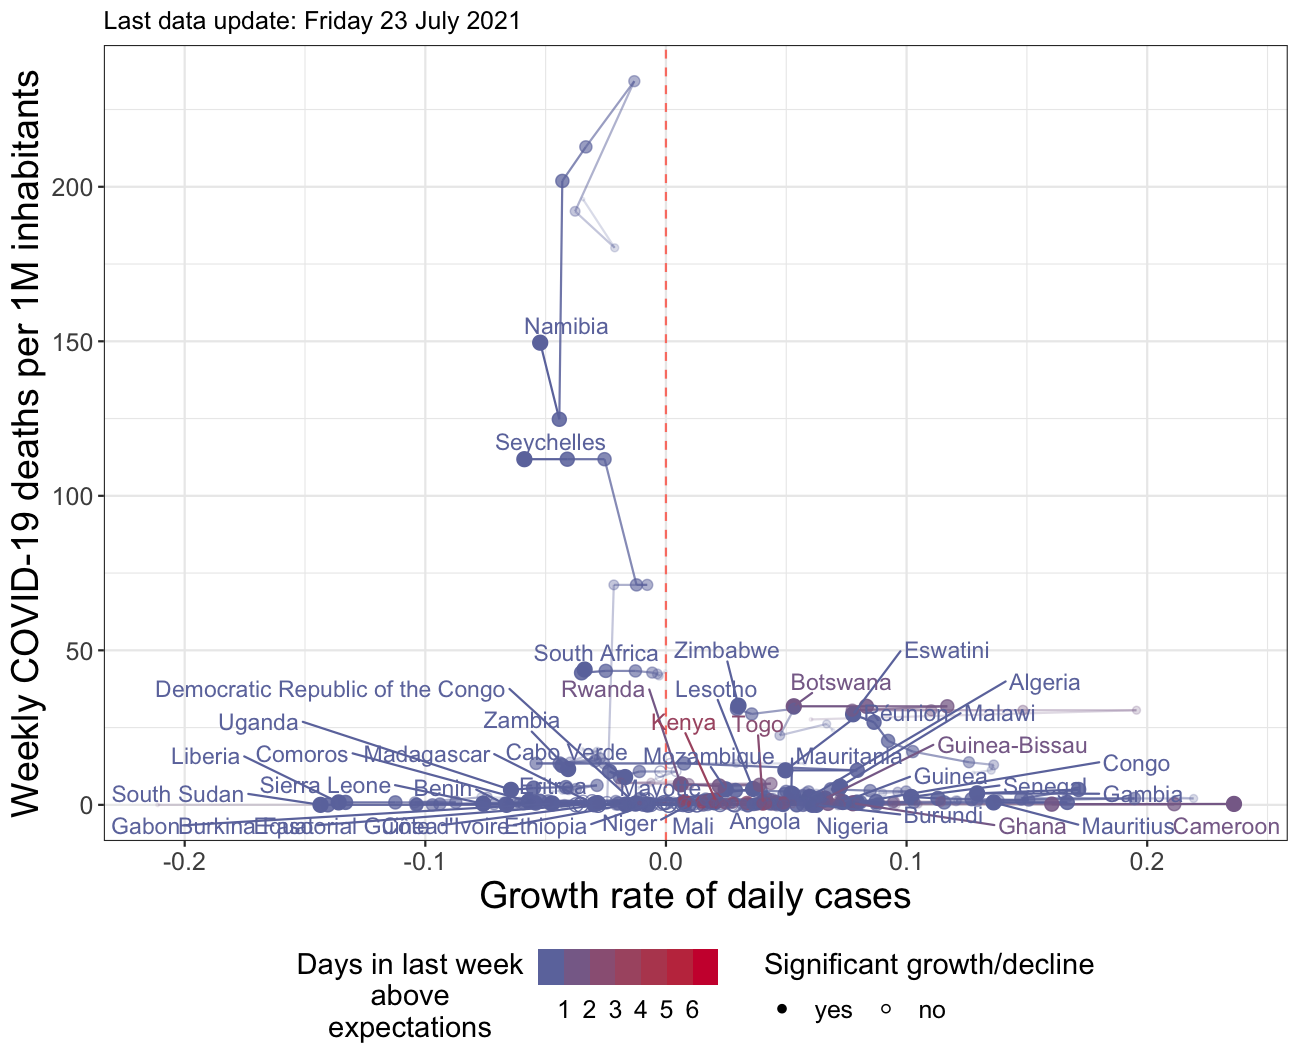 Last data update: Friday 23 July 2021
Weekly COVID-19 deaths per 1M inhabitants
200
150
100
50
0
Namibia
Seychelles
South Africa
Zimbabwe
Eswatini
Democratic Republic of the Congo
Rwanda
Lesotho
Botswana
Algeria
Uganda
Zambia
Kenya
Togo
Réunion
Malawi
Liberia
Comoros
Madagascar
Cabo Verde
Mozambique
Mauritania
Guinea-Bissau
Congo
South Sudan
Sierra Leone
Benin
Eritrea
Mayotte
Guinea
Senegal
Gambia
Gabon
Burkina Faso
Equatorial Guinea
Cote d'Ivoire
Ethiopia
Niger
Mali
Angola
Nigeria
Burundi
Ghana
Mauritius
Cameroon
-0.2
-0.1
0.0
0.1
0.2
Growth rate of daily cases
Days in last week
above
expectations
1 2 3 4 5 6
Significant growth/decline
yes
no